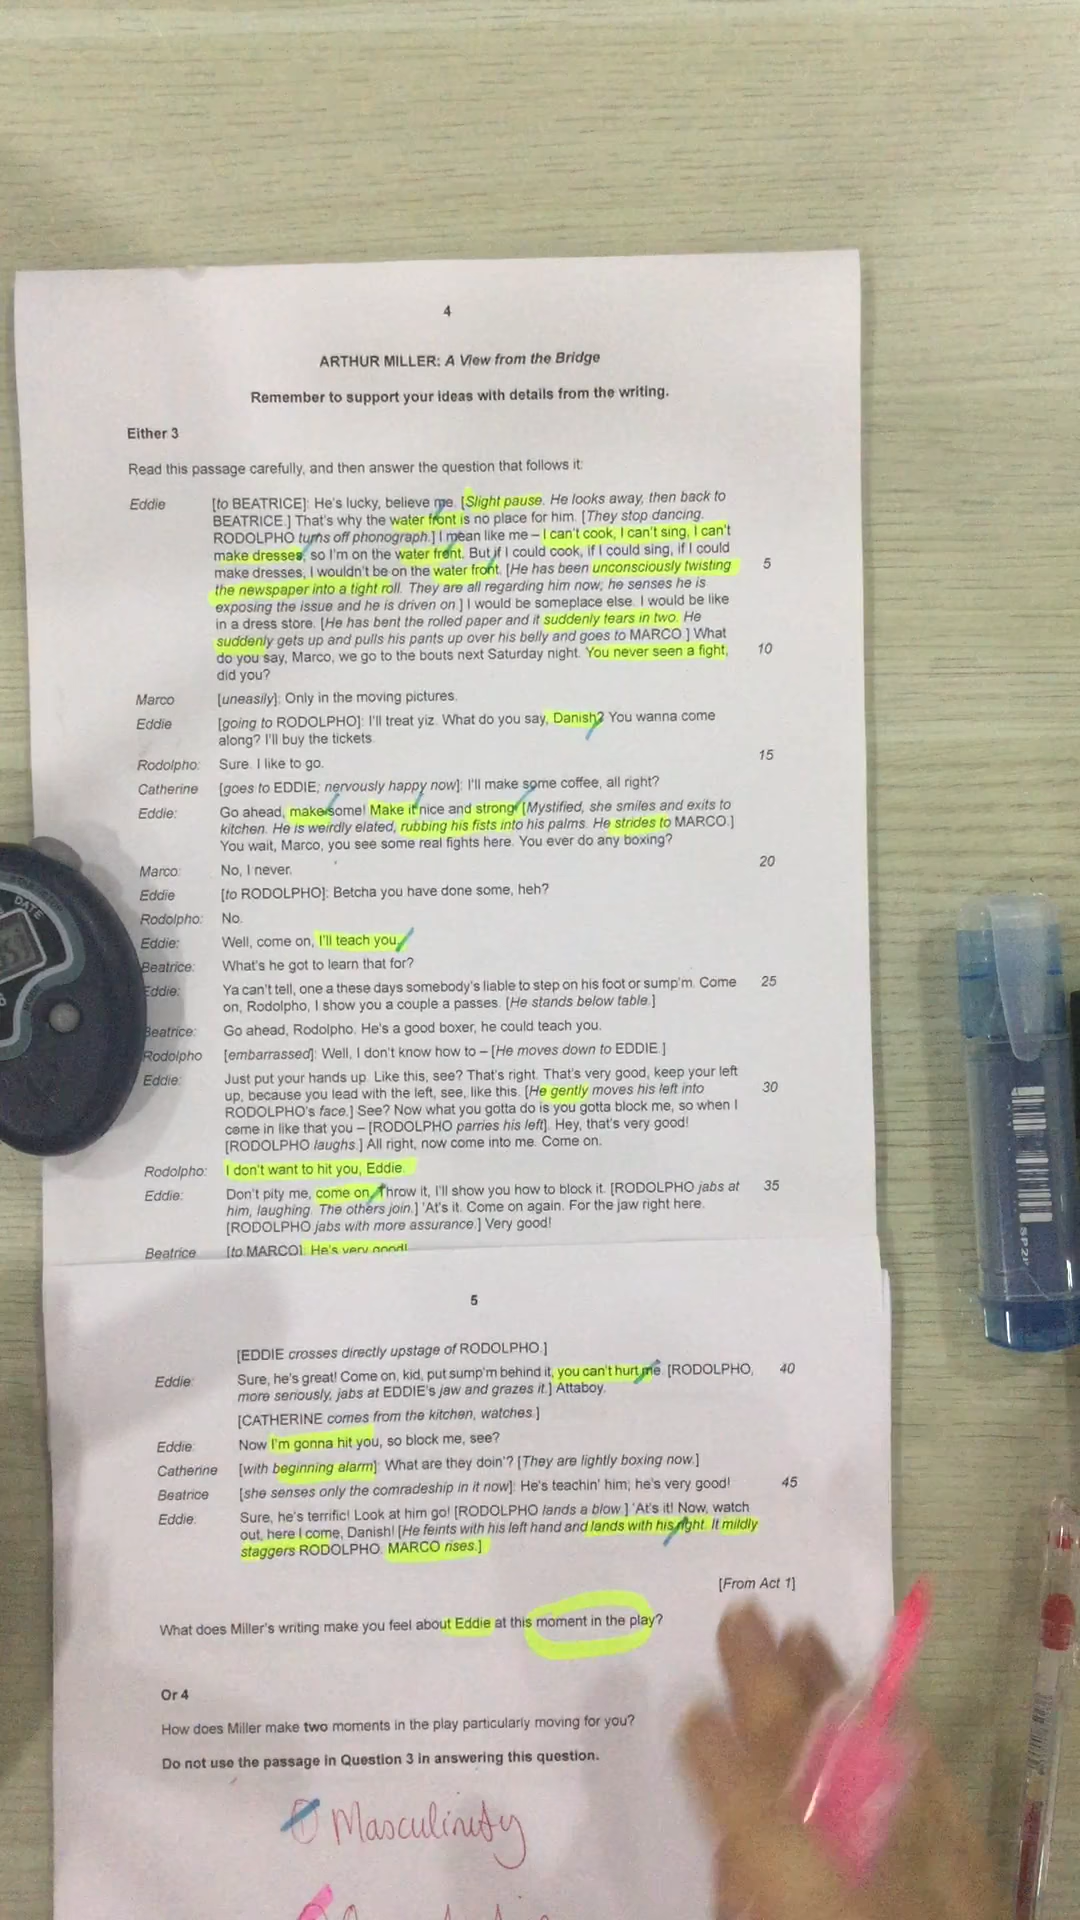 4
ARTHUR MILLER: A View from the Bridge
Remember to support your ideas with details from the writing.
Either 3
Read this passage carefully, and then answer the question that follows it:
Eddie [to BEATRICE]: He's lucky, believe me. [Slight pause. He looks away, then back to
BEATRICE.] That's why the water front is no place for him. [They stop dancing.
RODOLPHO turns off phonograph.] I mean like me – I can't cook, I can't sing, I can't
make dresses, so I'm on the water front. But if I could cook, if I could sing, if I could
make dresses, I wouldn't be on the water front. [He has been unconsciously twisting 5
the newspaper into a tight roll. They are all regarding him now; he senses he is
exposing the issue and he is driven on.] I would be someplace else. I would be like
in a dress store. [He has bent the rolled paper and it suddenly tears in two. He
suddenly gets up and pulls his pants up over his belly and goes to MARCO.] What
do you say, Marco, we go to the bouts next Saturday night. You never seen a fight, 10
did you?
Marco [uneasily]: Only in the moving pictures.
Eddie [going to RODOLPHO]: I'll treat yiz. What do you say, Danish? You wanna come
along? I'll buy the tickets.
Rodolpho: Sure. I like to go. 15
Catherine [goes to EDDIE; nervously happy now]: I'll make some coffee, all right?
Eddie: Go ahead, make some! Make it nice and strong. [Mystified, she smiles and exits to
kitchen. He is weirdly elated, rubbing his fists into his palms. He strides to MARCO.]
You wait, Marco, you see some real fights here. You ever do any boxing?
Marco: No, I never. 20
Eddie [to RODOLPHO]: Betcha you have done some, heh?
Rodolpho: No.
Eddie: Well, come on, I'll teach you.
Beatrice: What's he got to learn that for?
Eddie: Ya can't tell, one a these days somebody's liable to step on his foot or sump'm. Come 25
on, Rodolpho, I show you a couple a passes. [He stands below table.]
Beatrice: Go ahead, Rodolpho. He's a good boxer, he could teach you.
Rodolpho [embarrassed]: Well, I don't know how to – [He moves down to EDDIE.]
Eddie: Just put your hands up. Like this, see? That's right. That's very good, keep your left
up, because you lead with the left, see, like this. [He gently moves his left into 30
RODOLPHO's face.] See? Now what you gotta do is you gotta block me, so when I
come in like that you – [RODOLPHO parries his left]. Hey, that's very good!
[RODOLPHO laughs.] All right, now come into me. Come on.
Rodolpho: I don't want to hit you, Eddie.
Eddie: Don't pity me, come on. Throw it, I'll show you how to block it. [RODOLPHO jabs at 35
him, laughing. The others join.] 'At's it. Come on again. For the jaw right here.
[RODOLPHO jabs with more assurance.] Very good!
Beatrice [to MARCO]: He's very good!
5
[EDDIE crosses directly upstage of RODOLPHO.]
Eddie: Sure, he's great! Come on, kid, put sump'm behind it, you can't hurt me. [RODOLPHO, 40
more seriously, jabs at EDDIE's jaw and grazes it.] Attaboy.
[CATHERINE comes from the kitchen, watches.]
Eddie: Now I'm gonna hit you, so block me, see?
Catherine [with beginning alarm]: What are they doin'? [They are lightly boxing now.]
Beatrice [she senses only the comradeship in it now]: He's teachin' him; he's very good! 45
Eddie: Sure, he's terrific! Look at him go! [RODOLPHO lands a blow.] 'At's it! Now, watch
out, here I come, Danish! [He feints with his left hand and lands with his right. It mildly
staggers RODOLPHO. MARCO rises.]
[From Act 1]
What does Miller's writing make you feel about Eddie at this moment in the play?
Or 4
How does Miller make two moments in the play particularly moving for you?
Do not use the passage in Question 3 in answering this question.
① Masculinity
DATE